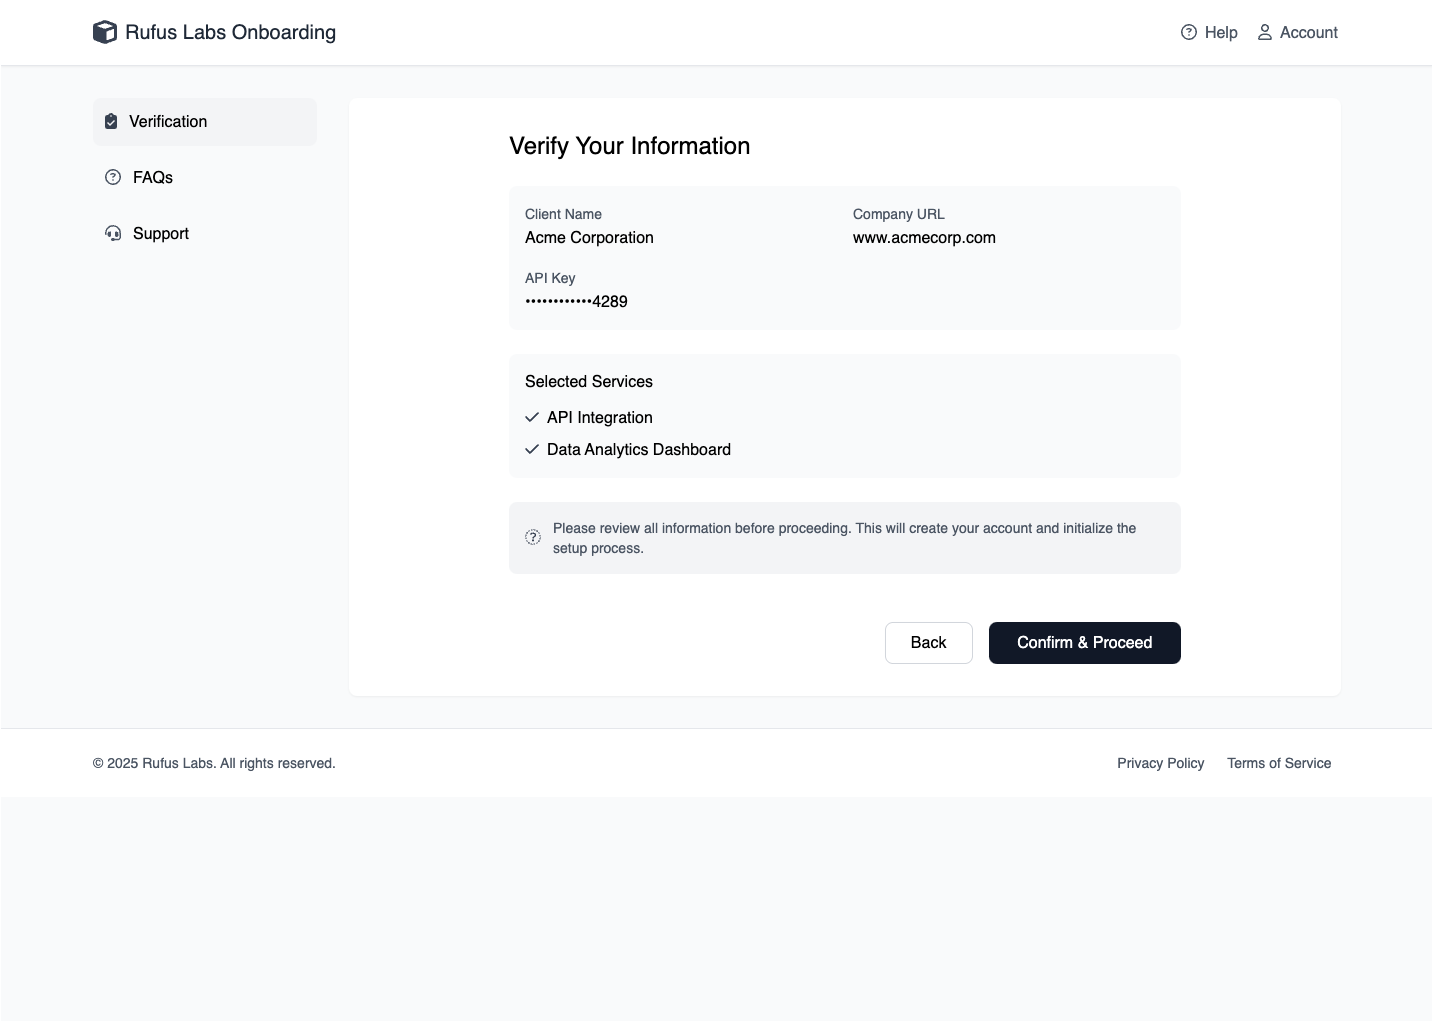 Rufus Labs Onboarding
Help
Account
Verification
FAQs
Support
Verify Your Information
Client Name
Acme Corporation
Company URL
www.acmecorp.com
API Key
••••••••••••4289
Selected Services
API Integration
Data Analytics Dashboard
Please review all information before proceeding. This will create your account and initialize the
setup process.
Back
Confirm & Proceed
© 2025 Rufus Labs. All rights reserved.
Privacy Policy
Terms of Service